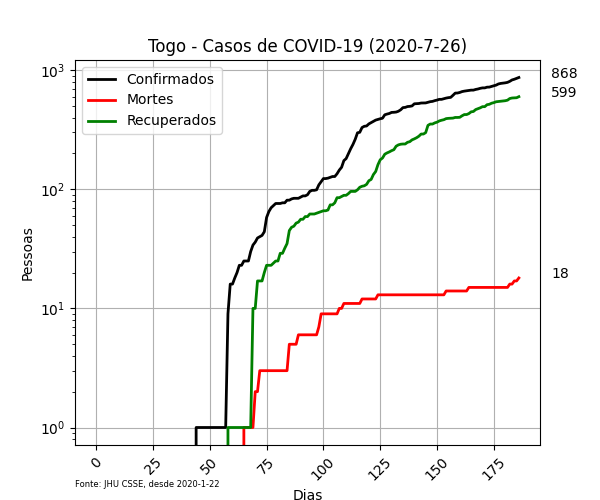 Togo - Casos de COVID-19 (2020-7-26)
Confirmados
Mortes
Recuperados
868
599
18
Pessoas
10³
10²
10¹
10⁰
0 25 50 75 100 125 150 175
Fonte: JHU CSSE, desde 2020-1-22
Dias